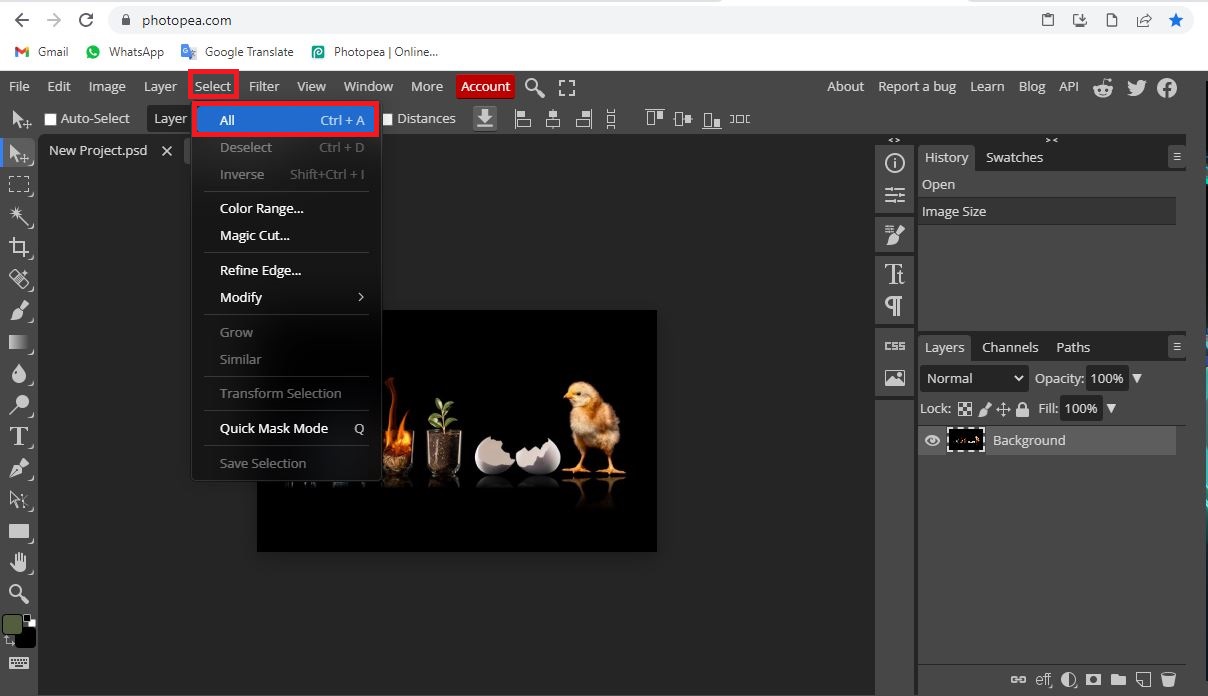 photopea.com
Gmail WhatsApp Google Translate Photopea | Online...
File Edit Image Layer Select Filter View Window More Account About Report a bug Learn Blog API
Auto-Select Layer Distances
All Ctrl + A
Deselect Ctrl + D
Inverse Shift+Ctrl + I
Color Range...
Magic Cut...
Refine Edge...
Modify
Grow
Similar
Transform Selection
Quick Mask Mode Q
Save Selection
New Project.psd
History Swatches
Open
Image Size
CSS
Layers Channels Paths
Normal Opacity: 100%
Lock: Fill: 100%
Background
eff